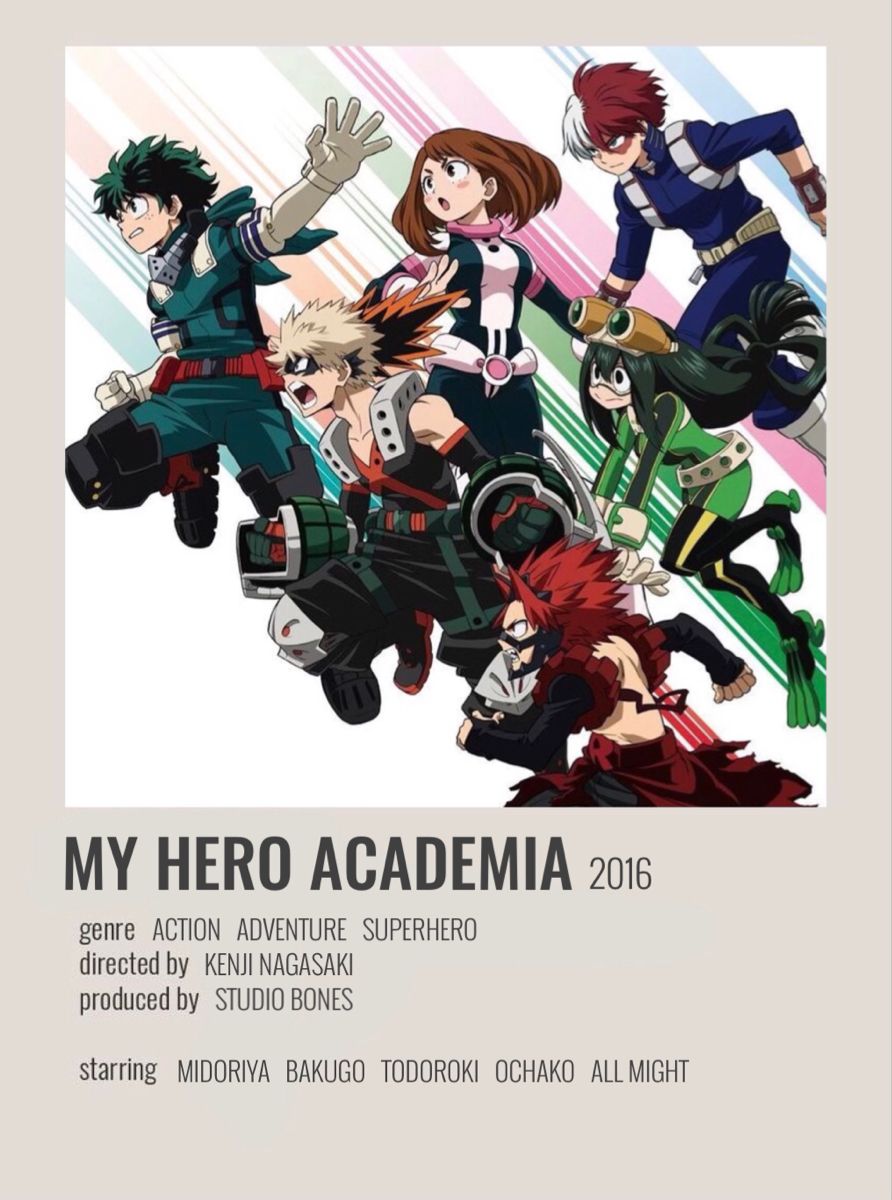 MY HERO ACADEMIA 2016
genre ACTION ADVENTURE SUPERHERO
directed by KENJI NAGASAKI
produced by STUDIO BONES
starring MIDORIYA BAKUGO TODOROKI OCHAKO ALL MIGHT